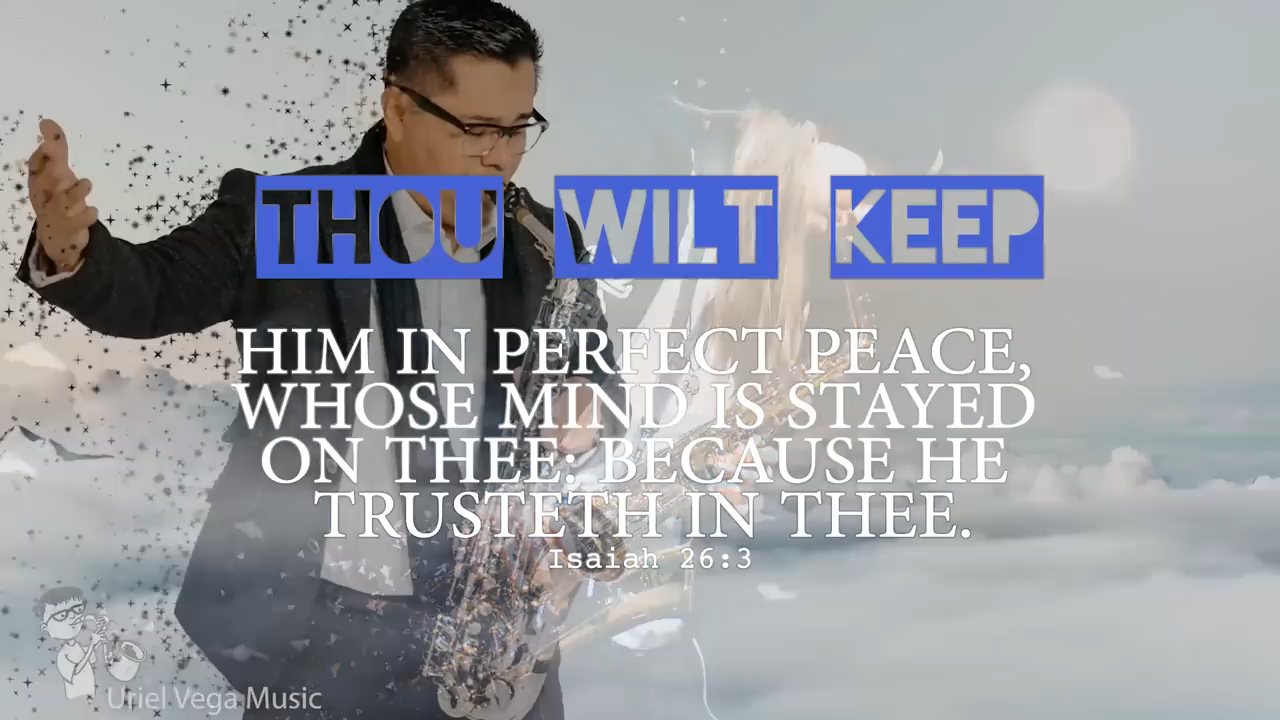 THOU WILT KEEP
HIM IN PERFECT PEACE,
WHOSE MIND IS STAYED
ON THEE: BECAUSE HE
TRUSTETH IN THEE.
Isaiah 26:3
Uriel Vega Music